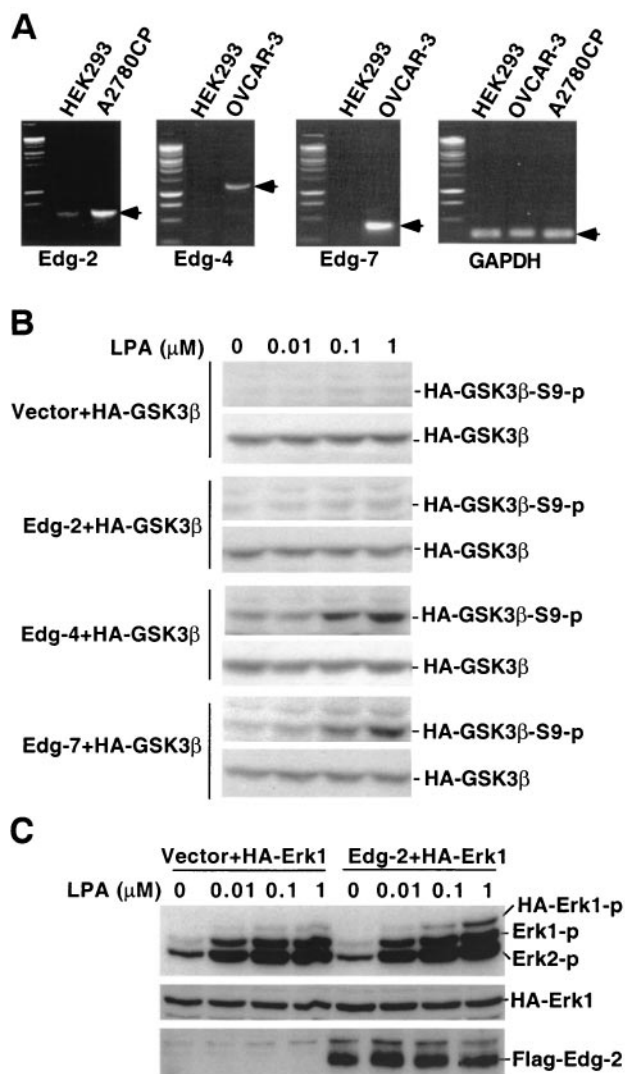 A
HEK293
A2780CP
HEK293
OVCAR-3
HEK293
OVCAR-3
HEK293
OVCAR-3
A2780CP
Edg-2
Edg-4
Edg-7
GAPDH
B
LPA (μM) 0 0.01 0.1 1
Vector+HA-GSK3β
HA-GSK3β-S9-p
HA-GSK3β
Edg-2+HA-GSK3β
HA-GSK3β-S9-p
HA-GSK3β
Edg-4+HA-GSK3β
HA-GSK3β-S9-p
HA-GSK3β
Edg-7+HA-GSK3β
HA-GSK3β-S9-p
HA-GSK3β
C
Vector+HA-Erk1 Edg-2+HA-Erk1
LPA (μM) 0 0.01 0.1 1 0 0.01 0.1 1
HA-Erk1-p
Erk1-p
Erk2-p
HA-Erk1
Flag-Edg-2